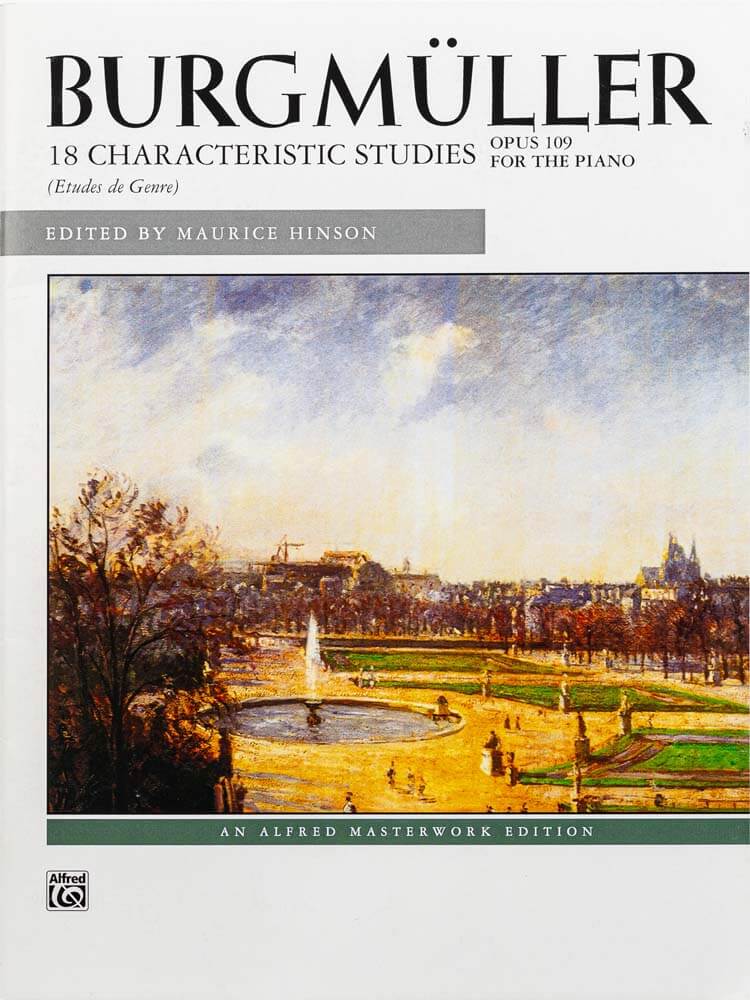 BURGMÜLLER
18 CHARACTERISTIC STUDIES
OPUS 109
FOR THE PIANO
(Etudes de Genre)
EDITED BY MAURICE HINSON
AN ALFRED MASTERWORK EDITION
Alfred